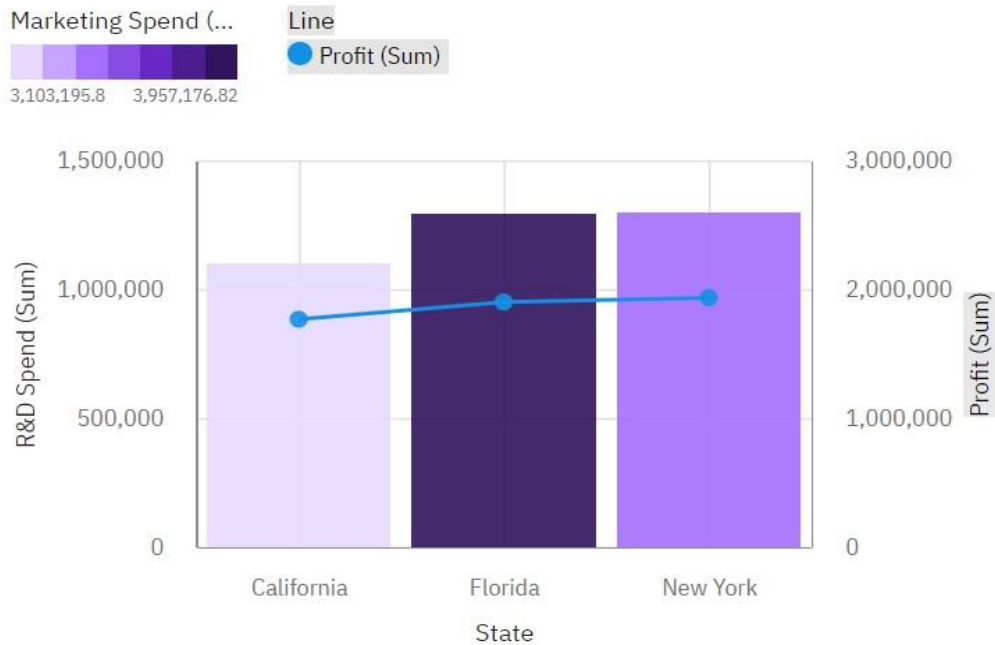 Marketing Spend (...
Line
Profit (Sum)
3,103,195.8
3,957,176.82
1,500,000
3,000,000
1,000,000
2,000,000
500,000
1,000,000
0
0
R&D Spend (Sum)
Profit (Sum)
California
Florida
New York
State